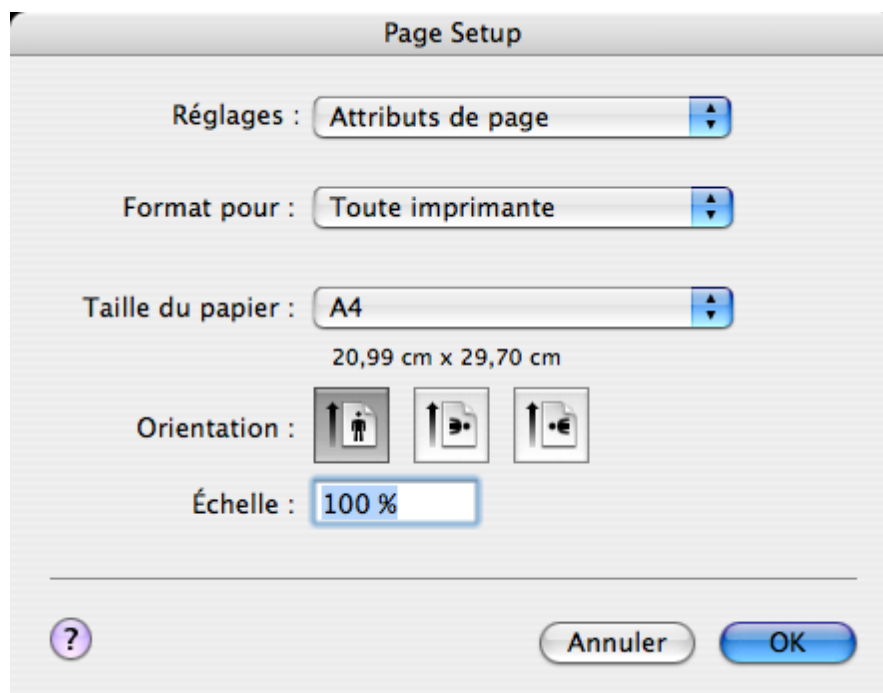 Page Setup
Réglages : Attributs de page
Format pour : Toute imprimante
Taille du papier : A4
20,99 cm x 29,70 cm
Orientation :
Échelle : 100 %
? Annuler OK